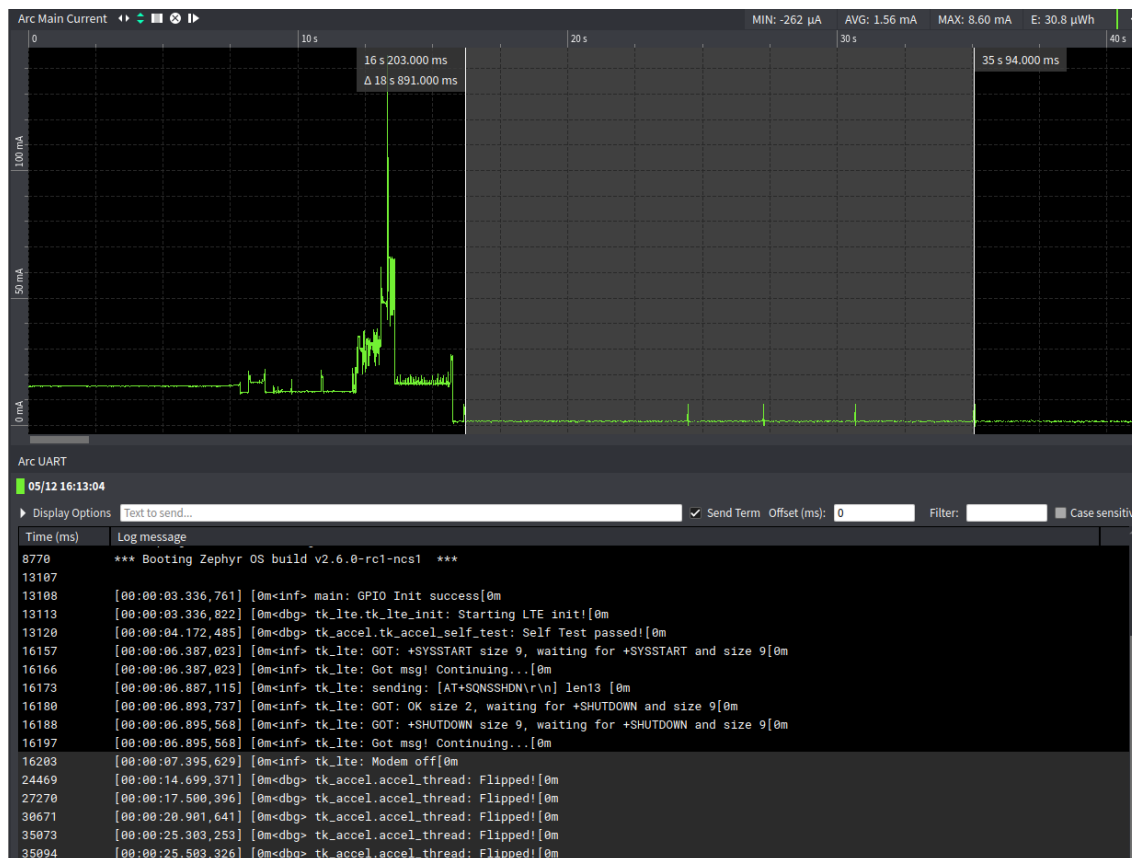 Arc Main Current MIN: -262 μA AVG: 1.56 mA MAX: 8.60 mA E: 30.8 μWh
0 10 s 20 s 30 s 40 s
16 s 203.000 ms 35 s 94.000 ms
Δ 18 s 891.000 ms
100 mA
50 mA
0 mA
Arc UART
05/12 16:13:04
Display Options Text to send... Send Term Offset (ms): 0 Filter: Case sensitiv
Time (ms) Log message
8770 *** Booting Zephyr OS build v2.6.0-rc1-ncs1 ***
13107
13108 [00:00:03.336,761] [0m<inf> main: GPIO Init success[0m
13113 [00:00:03.336,822] [0m<dbg> tk_lte.tk_lte_init: Starting LTE init![0m
13120 [00:00:04.172,485] [0m<dbg> tk_accel.tk_accel_self_test: Self Test passed![0m
16157 [00:00:06.387,023] [0m<inf> tk_lte: GOT: +SYSSTART size 9, waiting for +SYSSTART and size 9[0m
16166 [00:00:06.387,023] [0m<inf> tk_lte: Got msg! Continuing...[0m
16173 [00:00:06.887,115] [0m<inf> tk_lte: sending: [AT+SQNSSHDN\r\n] len13 [0m
16180 [00:00:06.893,737] [0m<inf> tk_lte: GOT: OK size 2, waiting for +SHUTDOWN and size 9[0m
16188 [00:00:06.895,568] [0m<inf> tk_lte: GOT: +SHUTDOWN size 9, waiting for +SHUTDOWN and size 9[0m
16197 [00:00:06.895,568] [0m<inf> tk_lte: Got msg! Continuing...[0m
16203 [00:00:07.395,629] [0m<inf> tk_lte: Modem off[0m
24469 [00:00:14.699,371] [0m<dbg> tk_accel.accel_thread: Flipped![0m
27270 [00:00:17.500,396] [0m<dbg> tk_accel.accel_thread: Flipped![0m
30671 [00:00:20.901,641] [0m<dbg> tk_accel.accel_thread: Flipped![0m
35073 [00:00:25.303,253] [0m<dbg> tk_accel.accel_thread: Flipped![0m
35094 [00:00:25.503,326] [0m<dbg> tk_accel.accel_thread: Flipped![0m